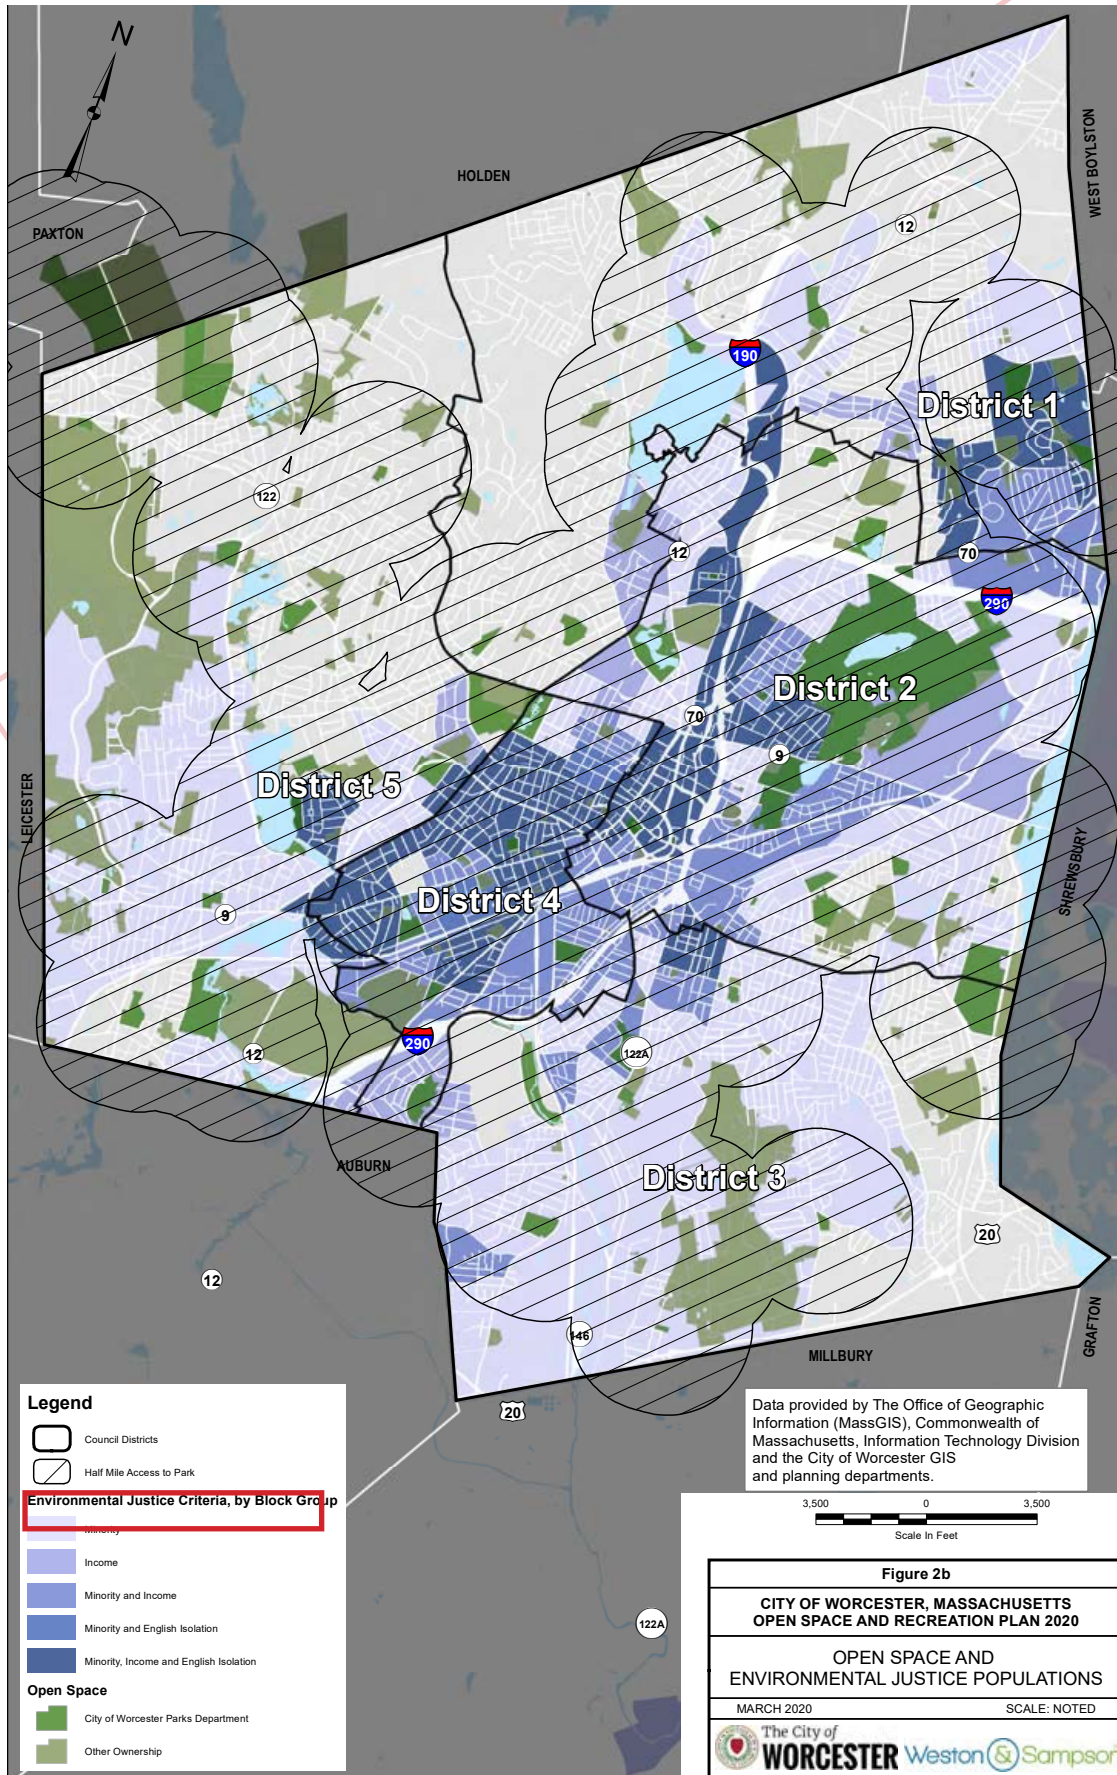 N
HOLDEN
WEST BOYLSTON
PAXTON
12
190
District 1
122
12
70
290
District 2
70
9
LEICESTER
District 5
SHREWSBURY
District 4
9
290
122A
12
AUBURN
District 3
20
12
146
GRAFTON
MILLBURY
20
122A
Legend
Council Districts
Half Mile Access to Park
Environmental Justice Criteria, by Block Group
Minority
Income
Minority and Income
Minority and English Isolation
Minority, Income and English Isolation
Open Space
City of Worcester Parks Department
Other Ownership
Data provided by The Office of Geographic
Information (MassGIS), Commonwealth of
Massachusetts, Information Technology Division
and the City of Worcester GIS
and planning departments.
3,500 0 3,500
Scale In Feet
Figure 2b
CITY OF WORCESTER, MASSACHUSETTS
OPEN SPACE AND RECREATION PLAN 2020
OPEN SPACE AND
ENVIRONMENTAL JUSTICE POPULATIONS
MARCH 2020 SCALE: NOTED
The City of
WORCESTER
Weston & Sampson